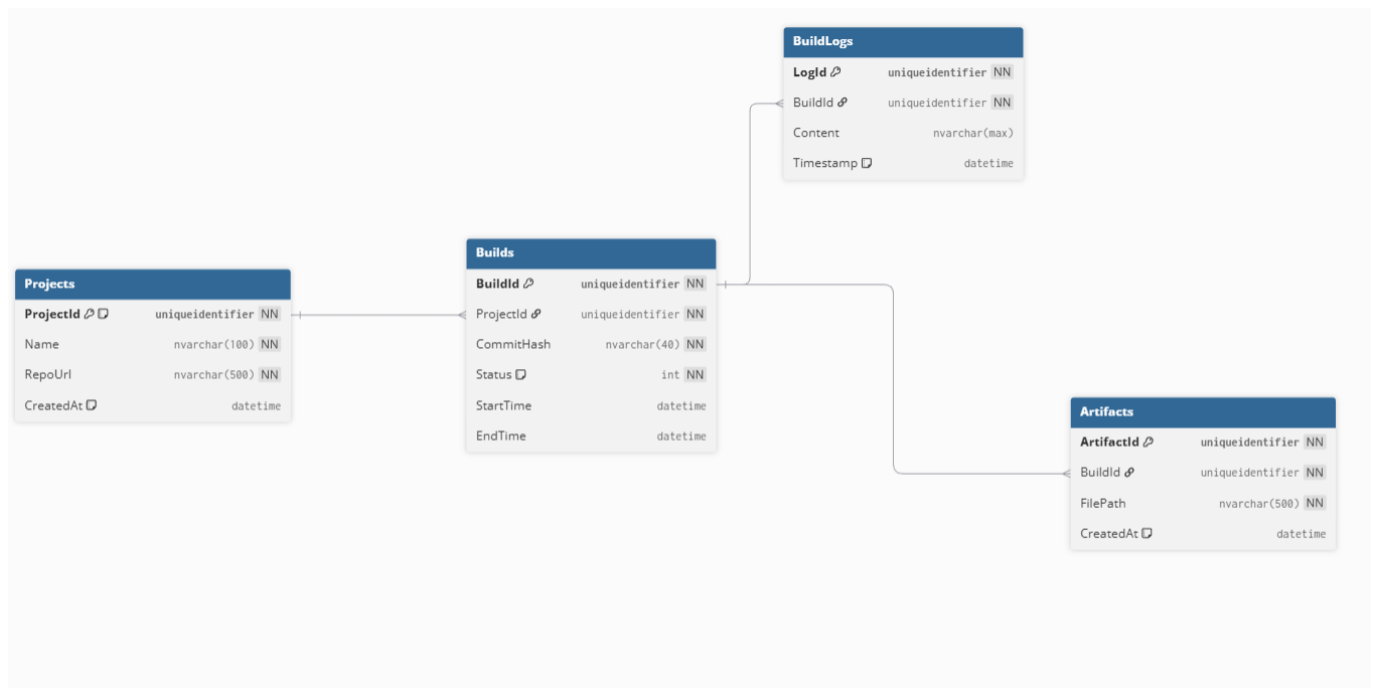 BuildLogs
LogId uniqueidentifier NN
BuildId uniqueidentifier NN
Content nvarchar(max)
Timestamp datetime
Builds
BuildId uniqueidentifier NN
ProjectId uniqueidentifier NN
CommitHash nvarchar(40) NN
Status int NN
StartTime datetime
EndTime datetime
Projects
ProjectId uniqueidentifier NN
Name nvarchar(100) NN
RepoUrl nvarchar(500) NN
CreatedAt datetime
Artifacts
ArtifactId uniqueidentifier NN
BuildId uniqueidentifier NN
FilePath nvarchar(500) NN
CreatedAt datetime